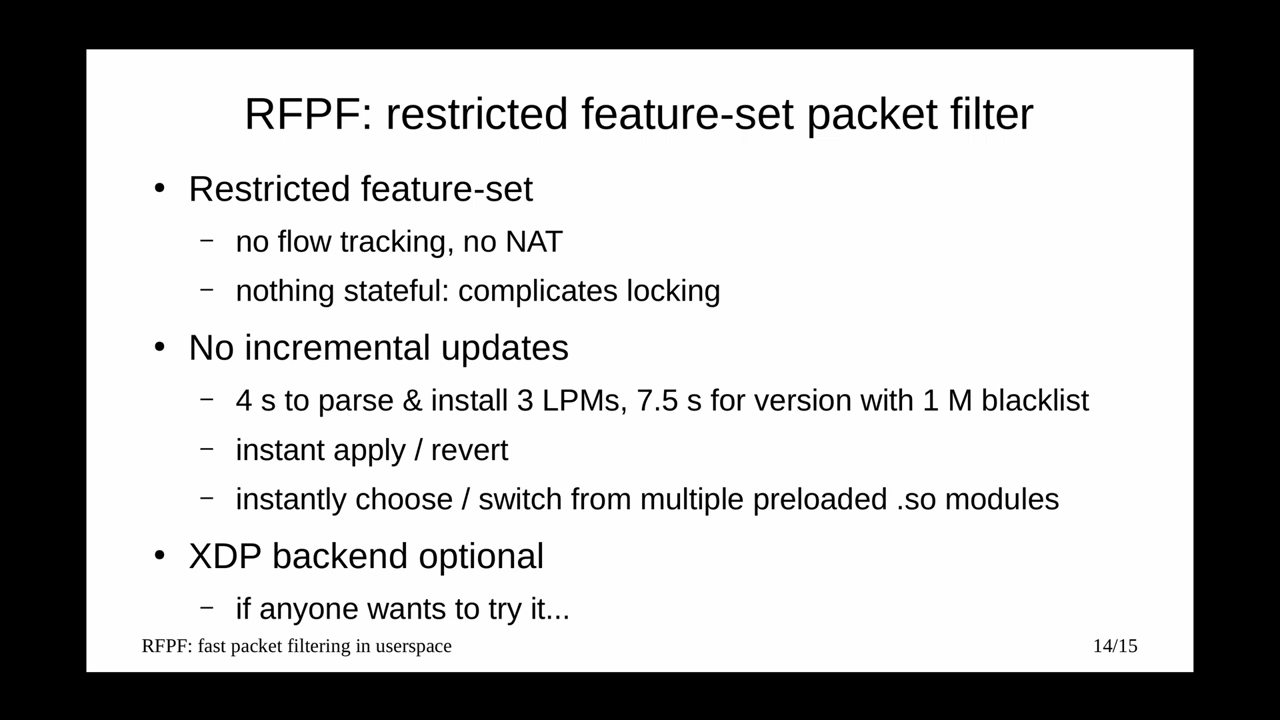 RFPF: restricted feature-set packet filter
• Restricted feature-set
– no flow tracking, no NAT
– nothing stateful: complicates locking
• No incremental updates
– 4 s to parse & install 3 LPMs, 7.5 s for version with 1 M blacklist
– instant apply / revert
– instantly choose / switch from multiple preloaded .so modules
• XDP backend optional
– if anyone wants to try it...
RFPF: fast packet filtering in userspace 14/15